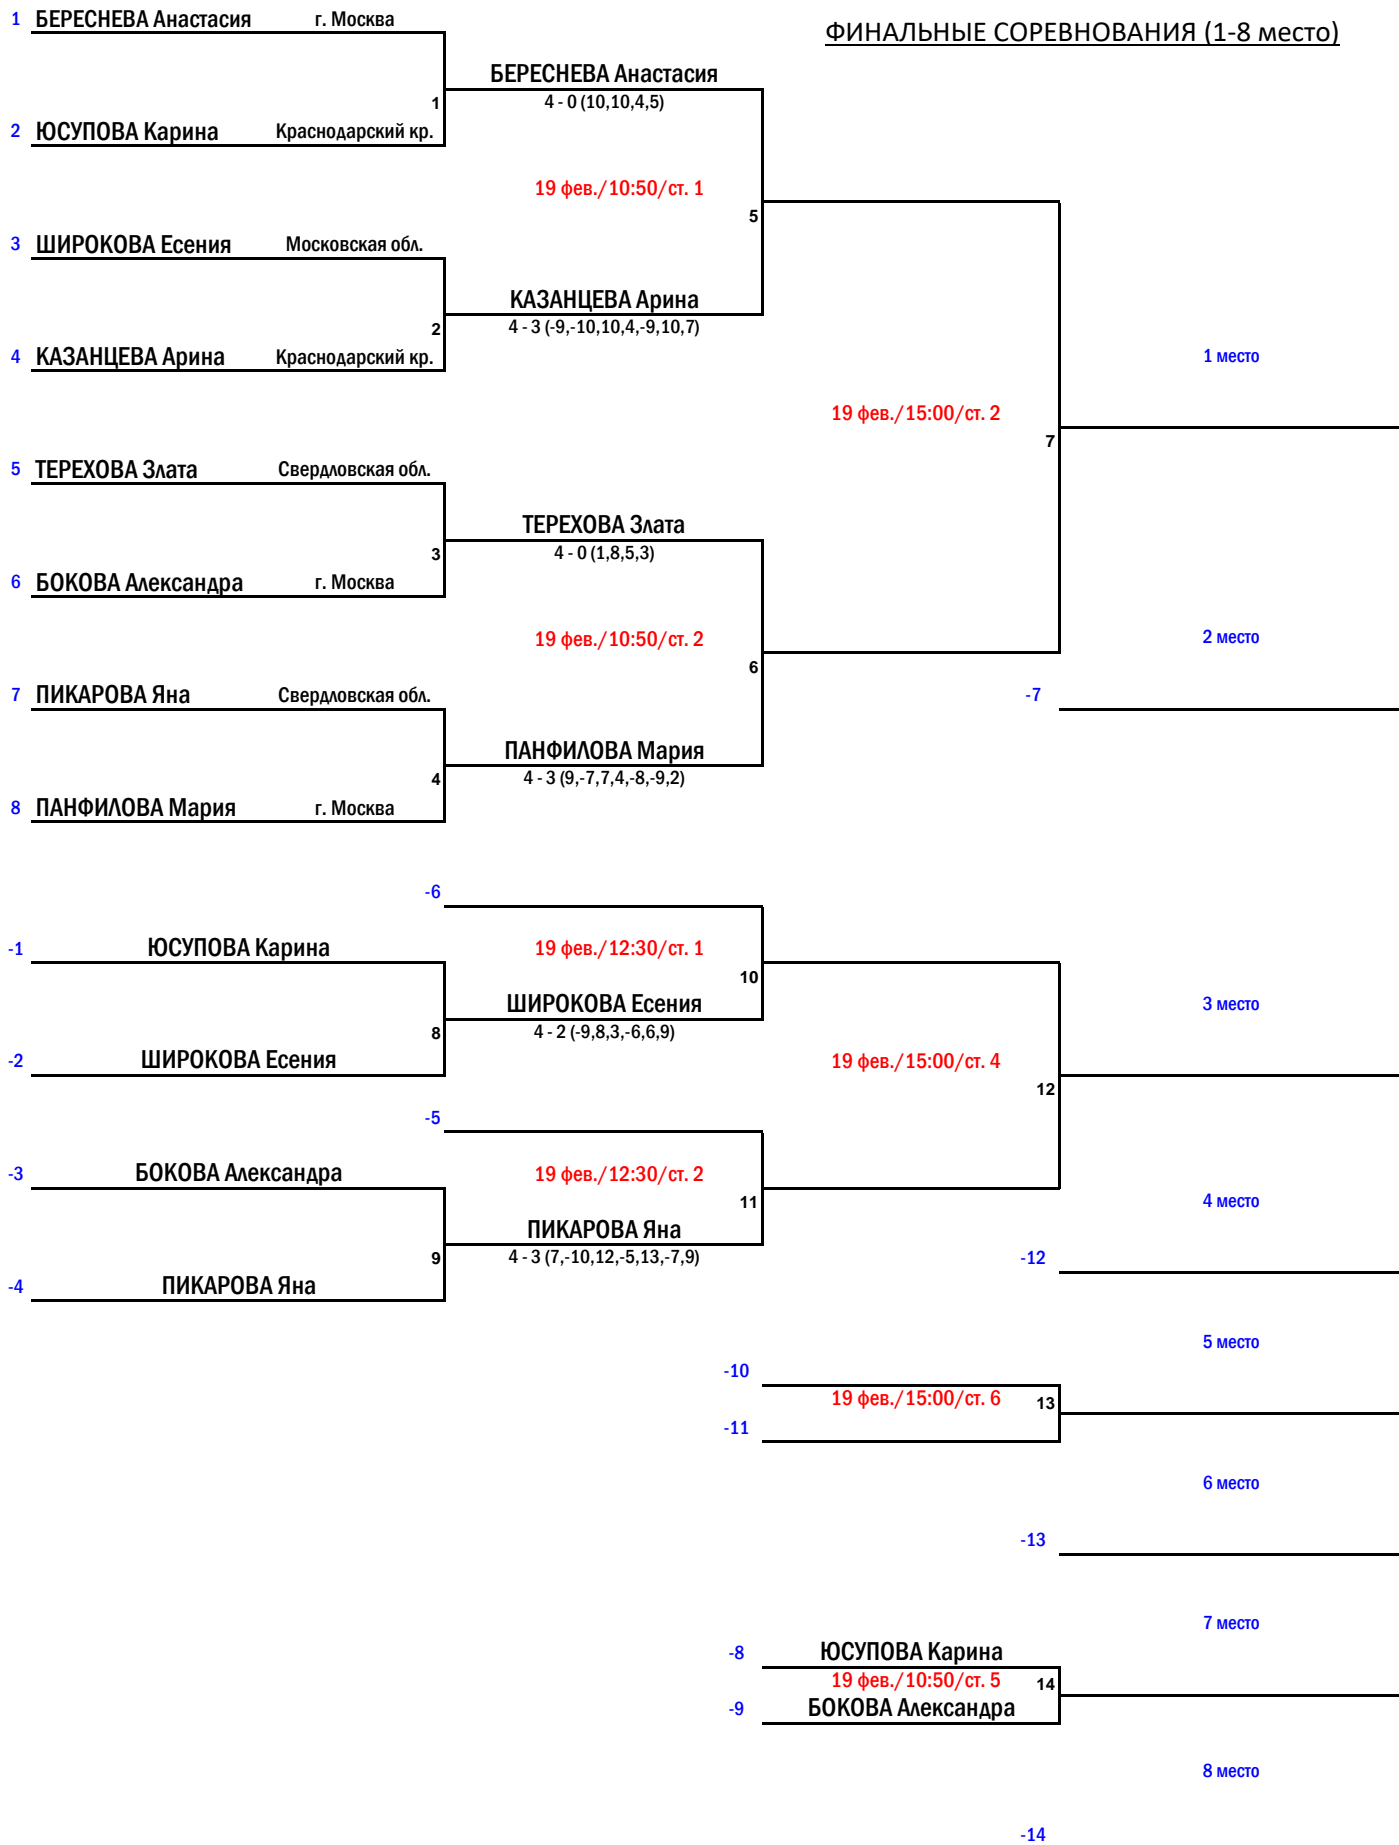 ФИНАЛЬНЫЕ СОРЕВНОВАНИЯ (1-8 место)
1 БЕРЕСНЕВА Анастасия г. Москва
БЕРЕСНЕВА Анастасия
1 4 - 0 (10,10,4,5)
2 ЮСУПОВА Карина Краснодарский кр.
19 фев./10:50/ст. 1
5
3 ШИРОКОВА Есения Московская обл.
КАЗАНЦЕВА Арина
2 4 - 3 (-9,-10,10,4,-9,10,7)
4 КАЗАНЦЕВА Арина Краснодарский кр.
1 место
19 фев./15:00/ст. 2
7
5 ТЕРЕХОВА Злата Свердловская обл.
ТЕРЕХОВА Злата
3 4 - 0 (1,8,5,3)
6 БОКОВА Александра г. Москва
19 фев./10:50/ст. 2
2 место
6
7 ПИКАРОВА Яна Свердловская обл.
-7
ПАНФИЛОВА Мария
4 4 - 3 (9,-7,7,4,-8,-9,2)
8 ПАНФИЛОВА Мария г. Москва
-6
-1 ЮСУПОВА Карина 19 фев./12:30/ст. 1
10
ШИРОКОВА Есения
3 место
8 4 - 2 (-9,8,3,-6,6,9)
-2 ШИРОКОВА Есения
19 фев./15:00/ст. 4
12
-5
-3 БОКОВА Александра 19 фев./12:30/ст. 2
11
4 место
ПИКАРОВА Яна
9 4 - 3 (7,-10,12,-5,13,-7,9)
-12
-4 ПИКАРОВА Яна
5 место
-10
19 фев./15:00/ст. 6 13
-11
6 место
-13
7 место
-8 ЮСУПОВА Карина
19 фев./10:50/ст. 5 14
-9 БОКОВА Александра
8 место
-14